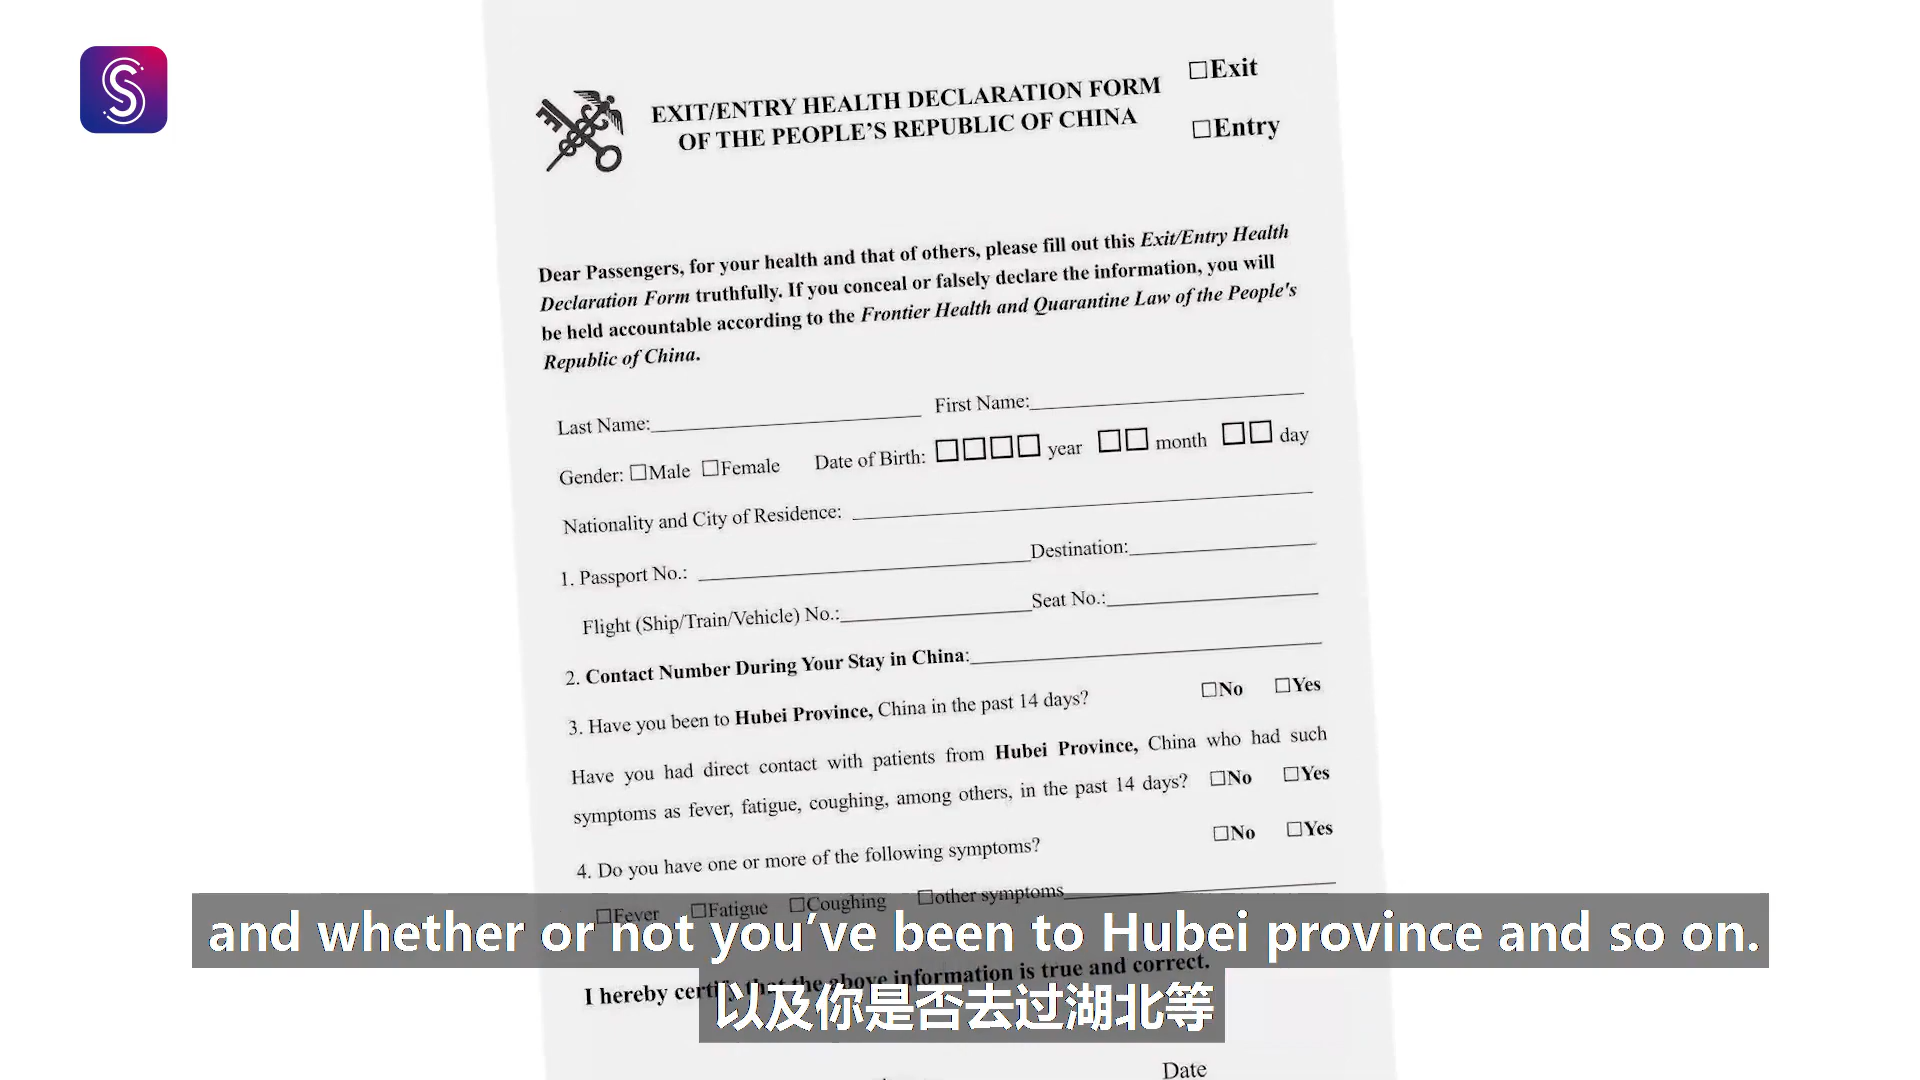 S
EXIT/ENTRY HEALTH DECLARATION FORM
OF THE PEOPLE'S REPUBLIC OF CHINA
☐Exit
☐Entry
Dear Passengers, for your health and that of others, please fill out this Exit/Entry Health
Declaration Form truthfully. If you conceal or falsely declare the information, you will
be held accountable according to the Frontier Health and Quarantine Law of the People's
Republic of China.
Last Name: First Name:
Gender: ☐Male ☐Female Date of Birth: ☐☐☐☐ year ☐☐ month ☐☐ day
Nationality and City of Residence:
1. Passport No.: Destination:
Flight (Ship/Train/Vehicle) No.: Seat No.:
2. Contact Number During Your Stay in China:
3. Have you been to Hubei Province, China in the past 14 days? ☐No ☐Yes
Have you had direct contact with patients from Hubei Province, China who had such
symptoms as fever, fatigue, coughing, among others, in the past 14 days? ☐No ☐Yes
4. Do you have one or more of the following symptoms? ☐No ☐Yes
☐Fever ☐Fatigue ☐Coughing ☐other symptoms
and whether or not you've been to Hubei province and so on.
I hereby certify that the above information is true and correct.
以及你是否去过湖北等
Date